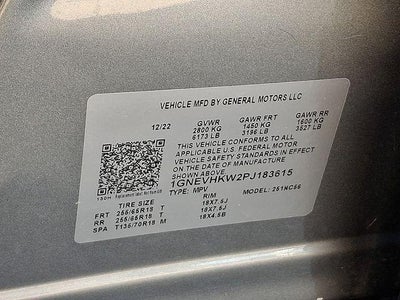 VEHICLE MFD BY GENERAL MOTORS LLC
12/22 GVWR GAWR FRT GAWR RR
2800 KG 1450 KG 1600 KG
6173 LB 3196 LB 3527 LB
THIS VEHICLE CONFORMS TO ALL
APPLICABLE U.S. FEDERAL MOTOR
VEHICLE SAFETY STANDARDS IN EFFECT
ON THE DATE OF MANUFACTURE
SHOWN ABOVE
1GNEVHKW2PJ183615
TYPE: MPV MODEL: 251NC56
TIRE SIZE RIM
FRT 255/65R18 T 18X7.5J
RR 255/65R18 T 18X7.5J
SPA T135/70R18 M 18X4.5B